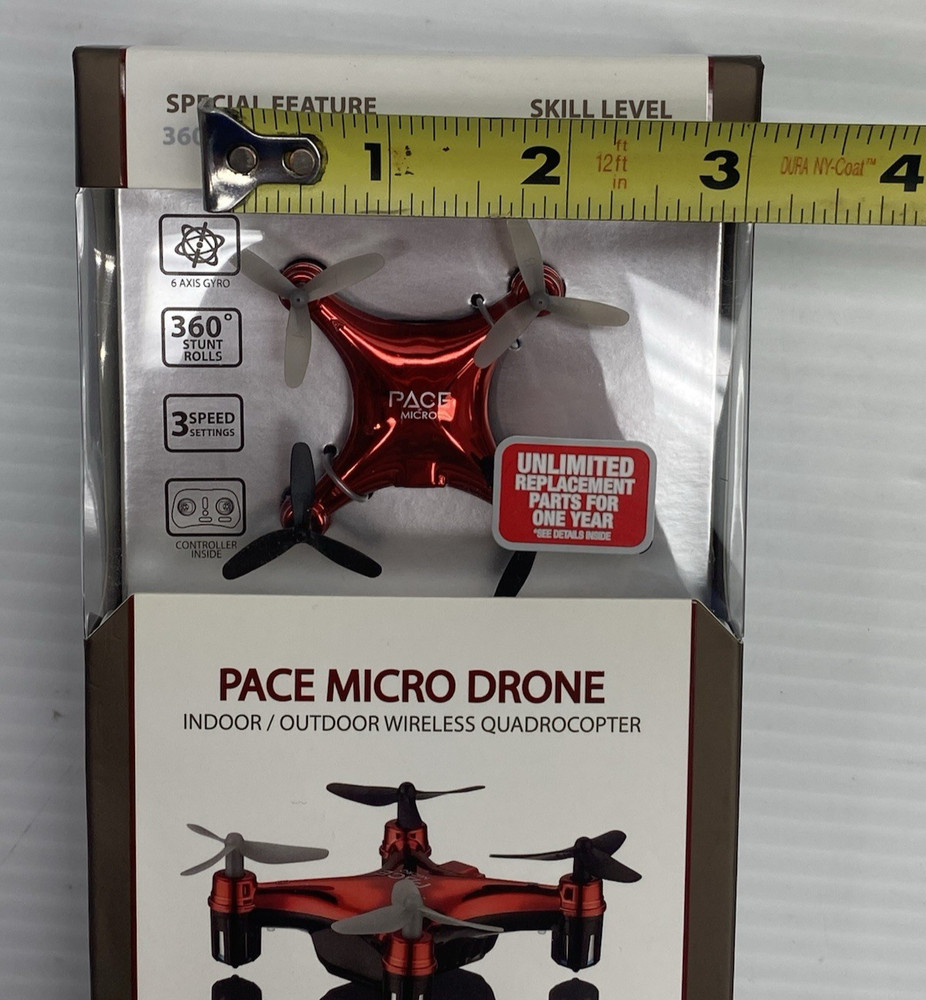 SPECIAL FEATURE
SKILL LEVEL
360
1 2 3 4
ft
12ft
in
DURA NY-Coat™
6 AXIS GYRO
360°
STUNT
ROLLS
3 SPEED
SETTINGS
CONTROLLER
INSIDE
PACE
MICRO
UNLIMITED
REPLACEMENT
PARTS FOR
ONE YEAR
*SEE DETAILS INSIDE
PACE MICRO DRONE
INDOOR / OUTDOOR WIRELESS QUADROCOPTER